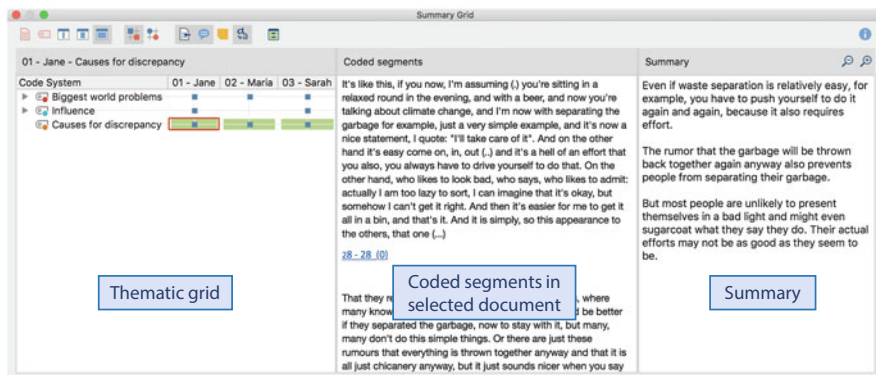 Summary Grid
01 - Jane - Causes for discrepancy
Code System 01 - Jane 02 - Maria 03 - Sarah
Biggest world problems
Influence
Causes for discrepancy
Thematic grid
Coded segments
It's like this, if you now, I'm assuming (.) you're sitting in a
relaxed round in the evening, and with a beer, and now you're
talking about climate change, and I'm now with separating the
garbage for example, just a very simple example, and it's now a
nice statement, I quote: "I'll take care of it". And on the other
hand it's easy come on, in, out (..) and it's a hell of an effort that
you also, you always have to drive yourself to do that. On the
other hand, who likes to look bad, who says, who likes to admit:
actually I am too lazy to sort, I can imagine that it's okay, but
somehow I can't get it right. And then it's easier for me to get it
all in a bin, and that's it. And it is simply, so this appearance to
the others, that one (...)
28 - 28 (0)
Coded segments in
selected document
That they , where
many know be better
if they separated the garbage, now to stay with it, but many,
many don't do this simple things. Or there are just these
rumours that everything is thrown together anyway and that it is
all just chicanery anyway, but it just sounds nicer when you say
Summary
Even if waste separation is relatively easy, for
example, you have to push yourself to do it
again and again, because it also requires
effort.
The rumor that the garbage will be thrown
back together again anyway also prevents
people from separating their garbage.
But most people are unlikely to present
themselves in a bad light and might even
sugarcoat what they say they do. Their actual
efforts may not be as good as they seem to
be.
Summary